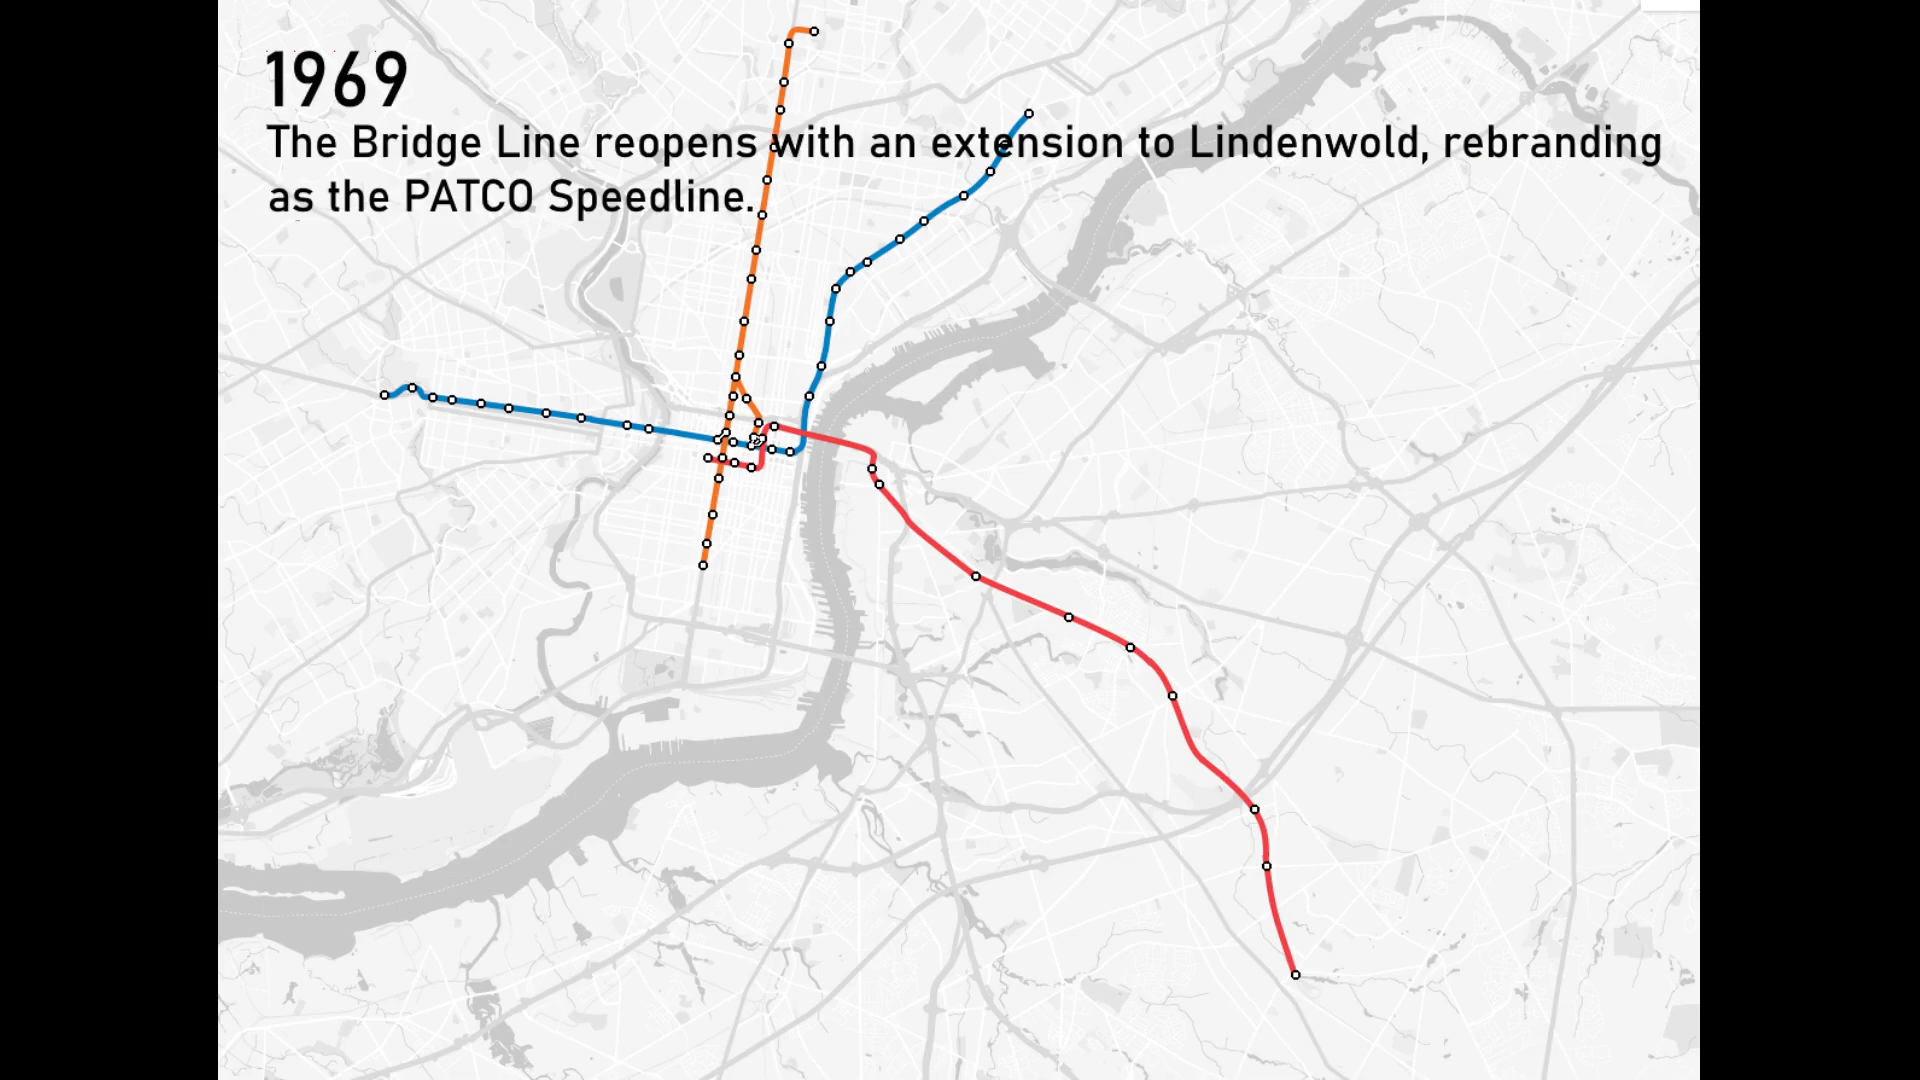 1969
The Bridge Line reopens with an extension to Lindenwold, rebranding
as the PATCO Speedline.